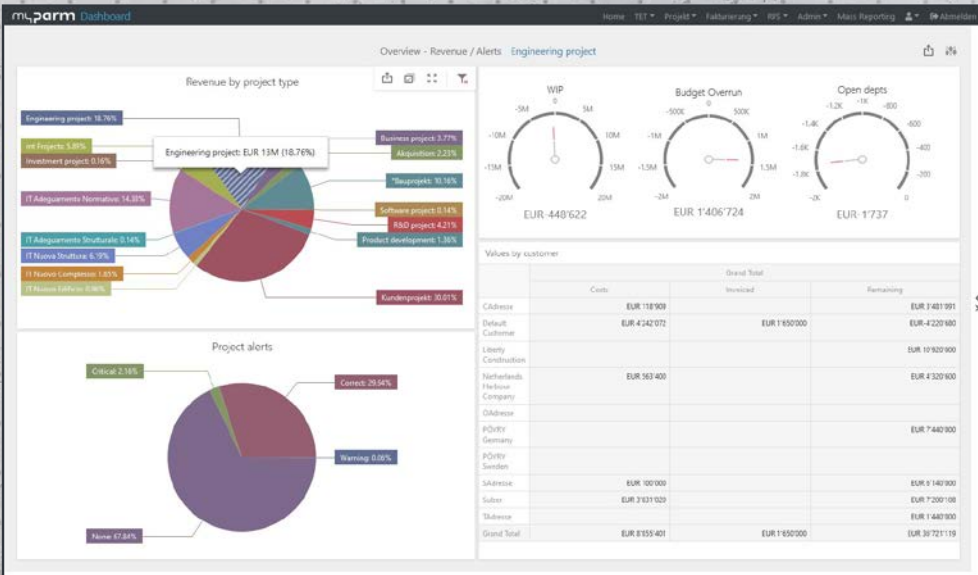 myparm Dashboard
Home TET Projekt Fakturierung RFS Admin Mass Reporting Abmelden
Overview - Revenue / Alerts Engineering project
Revenue by project type
Engineering project: 18.76%
int Projects: 5.89%
Investment project: 0.16%
IT Adeguamento Normativo: 14.33%
IT Adeguamento Strutturale: 0.14%
IT Nuova Struttura: 6.19%
IT Nuovo Complesso: 1.85%
IT Nuovo Edificio:
Engineering project: EUR 13M (18.76%)
Business project: 3.77%
Akquisition: 2.23%
*Bauprojekt: 10.16%
Software project: 0.14%
R&D project: 4.21%
Product development: 1.36%
Kundenprojekt: 30.01%
Project alerts
Critical: 2.16%
Correct: 29.94%
Warning: 0.06%
None: 67.84%
WIP
-20M -15M -10M -5M 0 5M 10M 15M 20M
EUR-448'622
Budget Overrun
-2M -1.5M -1M -500K 0 500K 1M 1.5M 2M
EUR 1'406'724
Open depts
-2K -1.8K -1.6K -1.4K -1.2K -1K -800 -600 -400 -200 0
EUR-1'737
Values by customer
Grand Total
Costs Invoiced Remaining
CAdresse EUR 118'909 EUR 3'481'091
Default Customer EUR 4'242'072 EUR 1'650'000 EUR-4'220'680
Liberty Construction EUR 10'920'900
Netherlands Harbour Company EUR 563'400 EUR 4'320'600
OAdresse
PÖYRY Germany EUR 7'440'000
PÖYRY Sweden
SAdresse EUR 100'000 EUR 6'140'900
Sulzer EUR 3'631'020 EUR 7'200'108
TAdresse EUR 1'440'000
Grand Total EUR 8'655'401 EUR 1'650'000 EUR 36'721'119